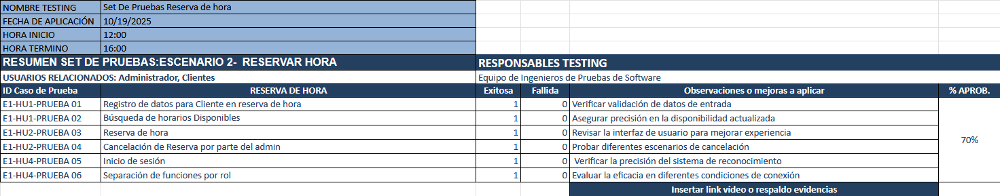 NOMBRE TESTING Set De Pruebas Reserva de hora
FECHA DE APLICACIÓN 10/19/2025
HORA INICIO 12:00
HORA TERMINO 16:00
RESUMEN SET DE PRUEBAS:ESCENARIO 2- RESERVAR HORA RESPONSABLES TESTING
USUARIOS RELACIONADOS: Administrador, Clientes Equipo de Ingenieros de Pruebas de Software
ID Caso de Prueba RESERVA DE HORA Exitosa Fallida Observaciones o mejoras a aplicar % APROB.
E1-HU1-PRUEBA 01 Registro de datos para Cliente en reserva de hora 1 0 Verificar validación de datos de entrada
E1-HU1-PRUEBA 02 Búsqueda de horarios Disponibles 1 0 Asegurar precisión en la disponibilidad actualizada
E1-HU2-PRUEBA 03 Reserva de hora 1 0 Revisar la interfaz de usuario para mejorar experiencia
70%
E1-HU2-PRUEBA 04 Cancelación de Reserva por parte del admin 1 0 Probar diferentes escenarios de cancelación
E1-HU4-PRUEBA 05 Inicio de sesión 1 0 Verificar la precisión del sistema de reconocimiento
E1-HU4-PRUEBA 06 Separación de funciones por rol 1 0 Evaluar la eficacia en diferentes condiciones de conexión
Insertar link vídeo o respaldo evidencias